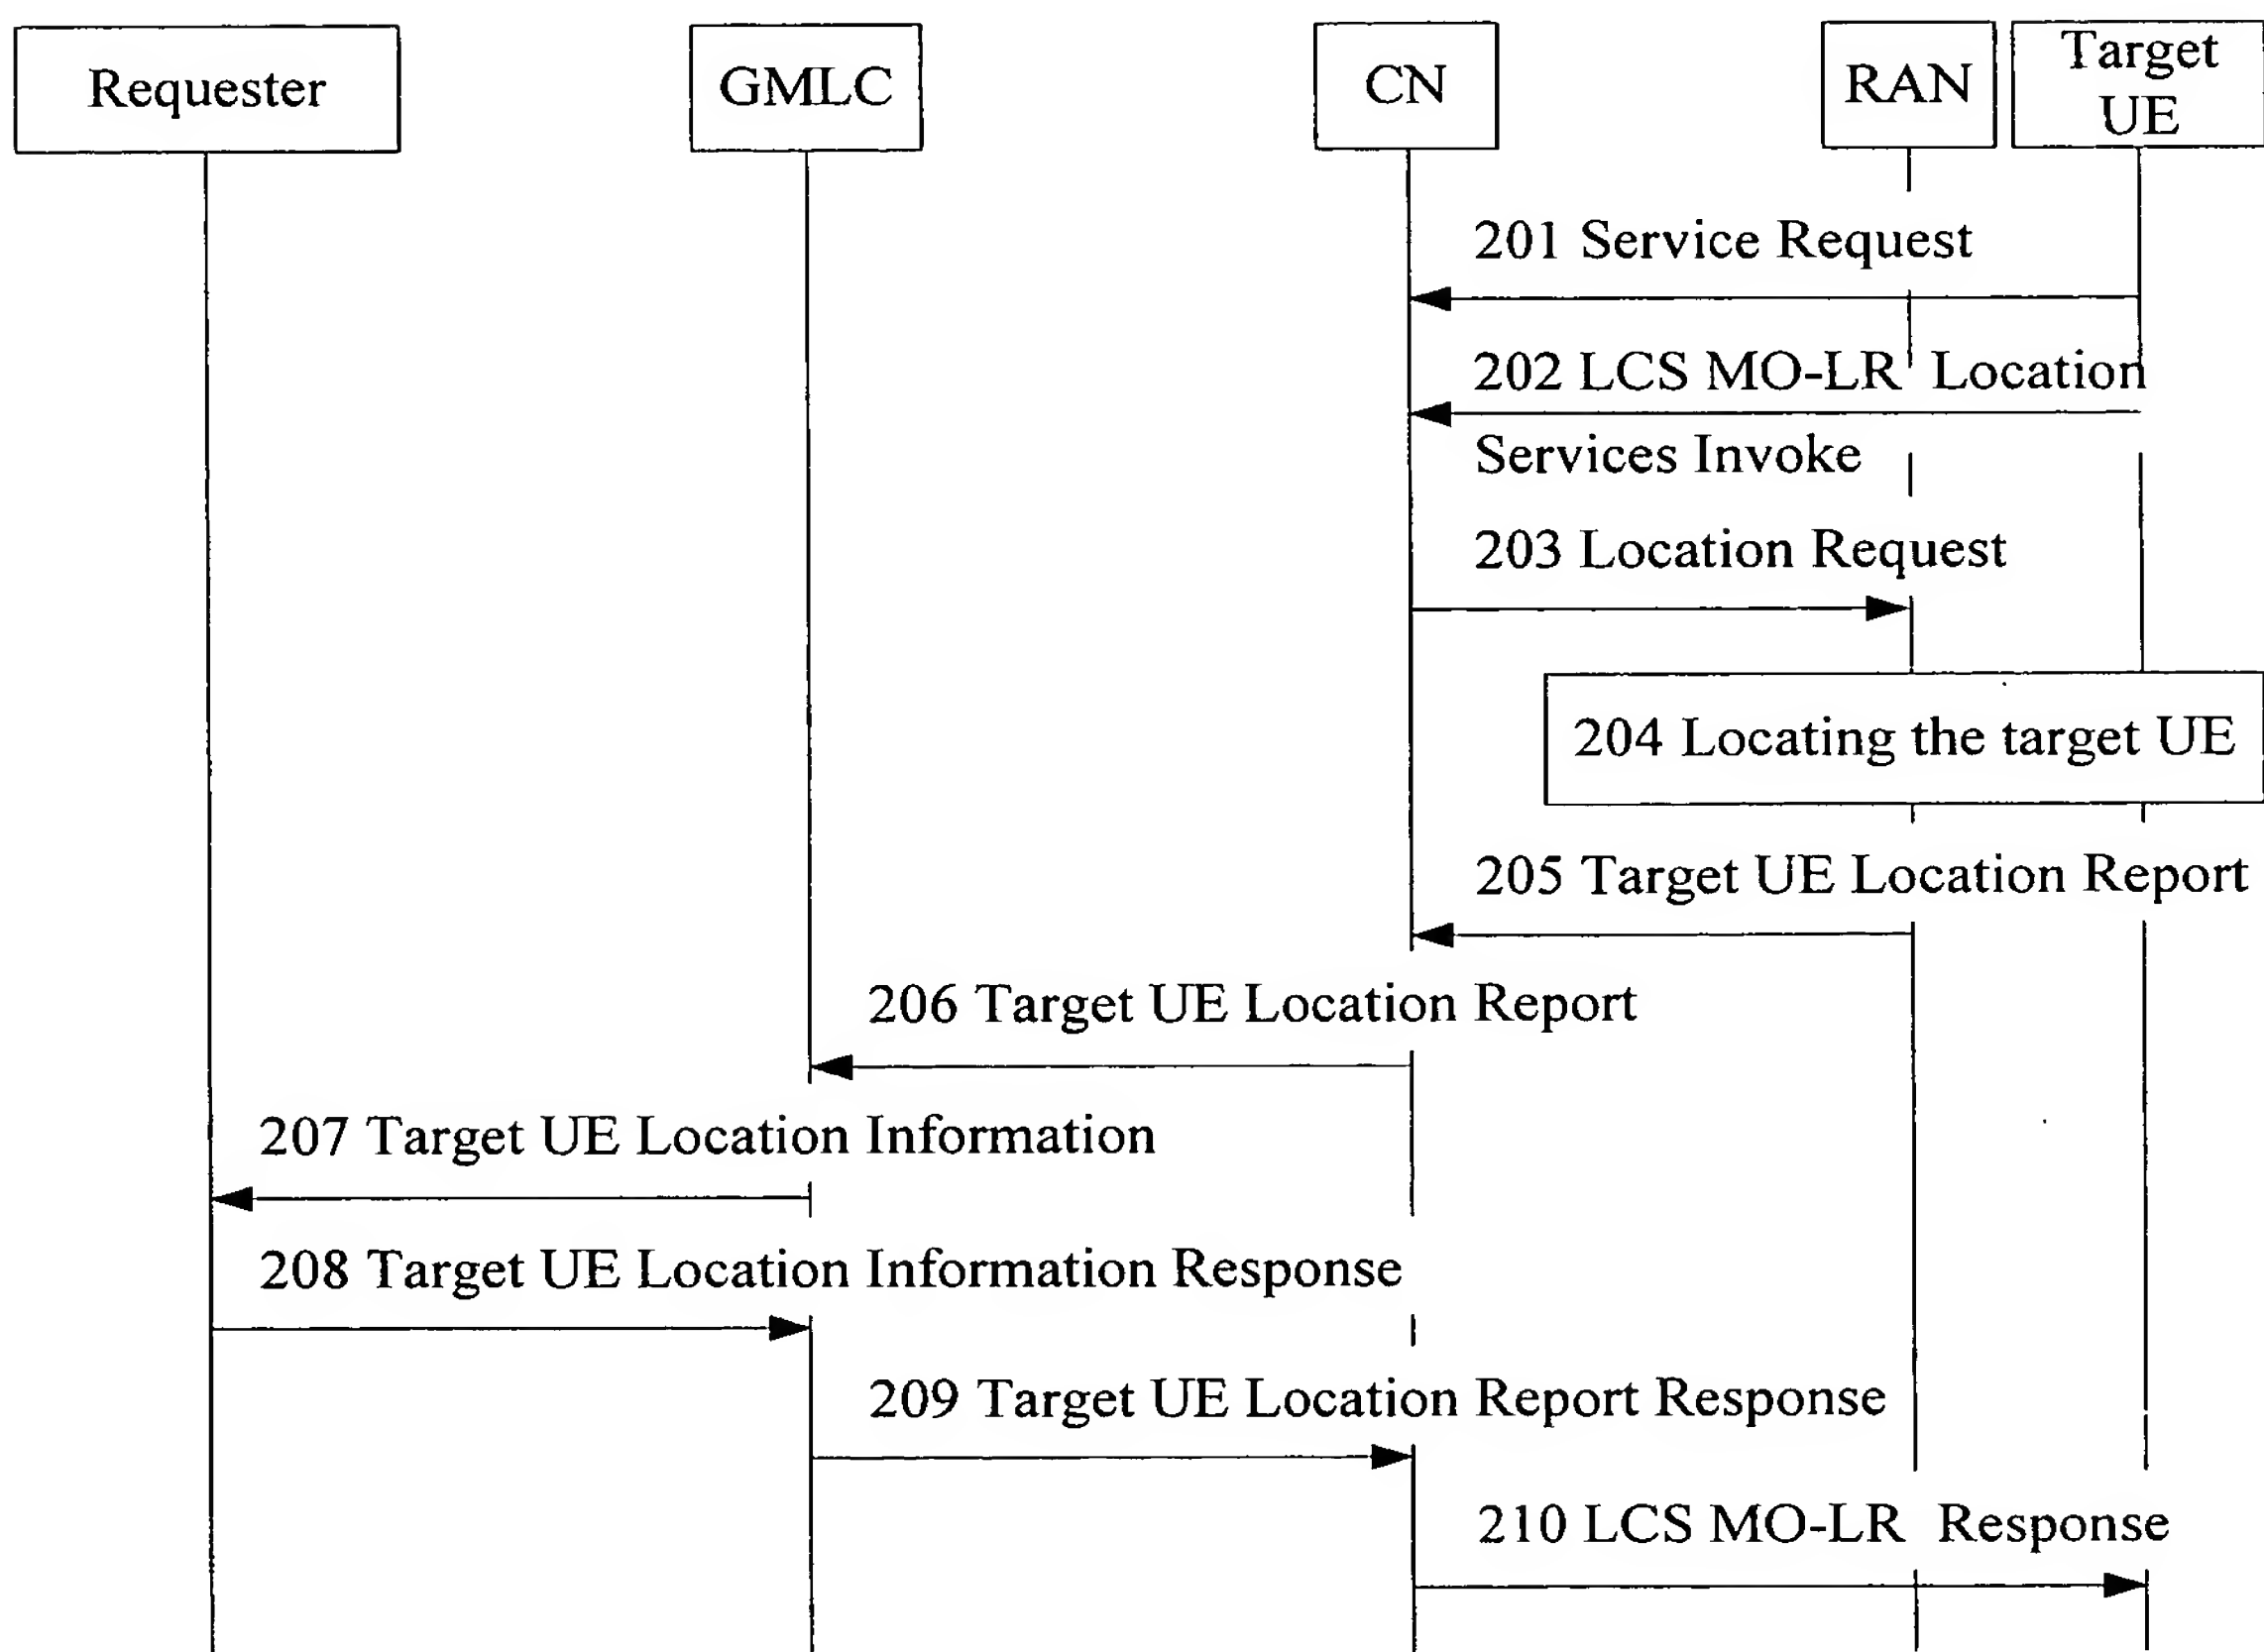 Requester
GMLC
CN
RAN
Target
UE
201 Service Request
202 LCS MO-LR Location
Services Invoke
203 Location Request
204 Locating the target UE
205 Target UE Location Report
206 Target UE Location Report
207 Target UE Location Information
208 Target UE Location Information Response
209 Target UE Location Report Response
210 LCS MO-LR Response